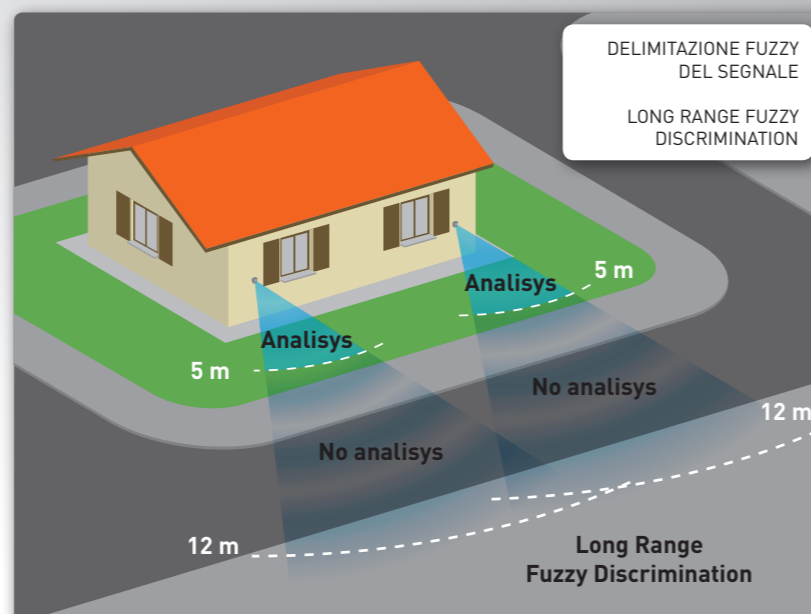 DELIMITAZIONE FUZZY
DEL SEGNALE
LONG RANGE FUZZY
DISCRIMINATION
5 m
Analisys
Analisys
5 m
No analisys
12 m
No analisys
12 m
Long Range
Fuzzy Discrimination